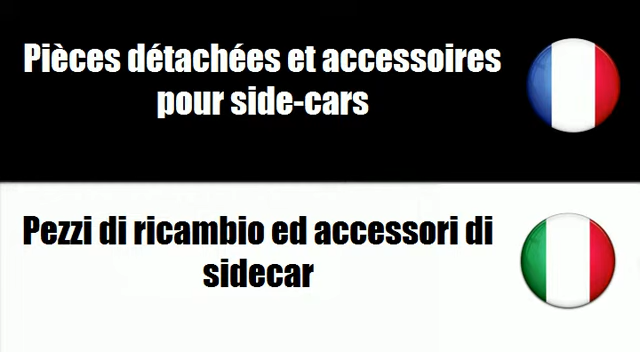 Pièces détachées et accessoires
pour side-cars
Pezzi di ricambio ed accessori di
sidecar